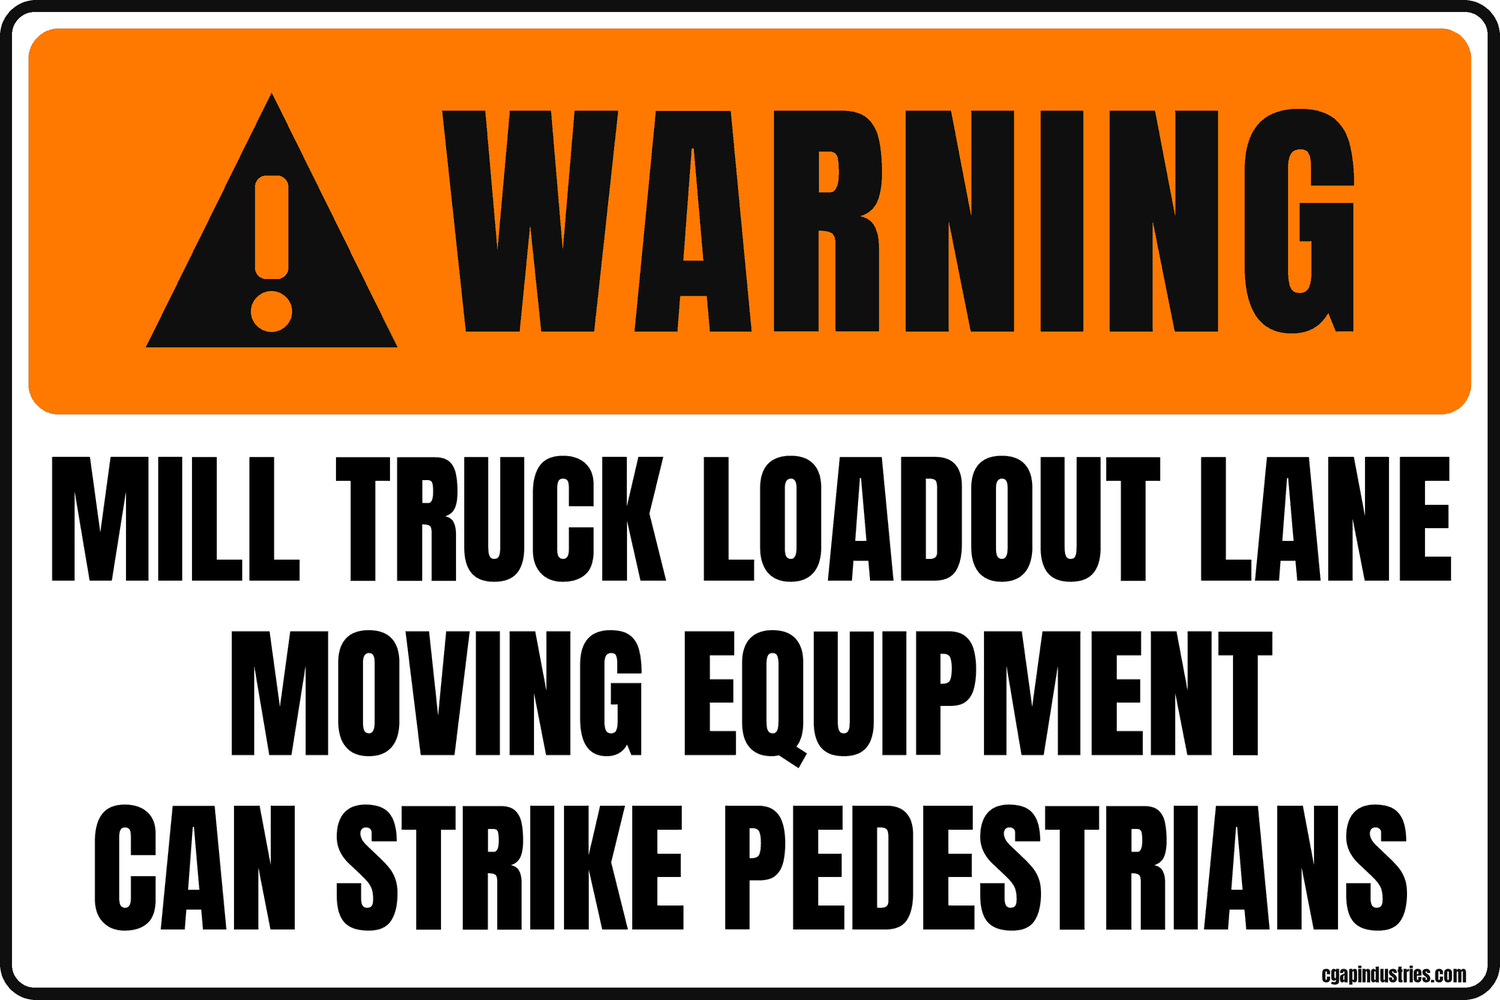 WARNING
MILL TRUCK LOADOUT LANE
MOVING EQUIPMENT
CAN STRIKE PEDESTRIANS
cgapindustries.com